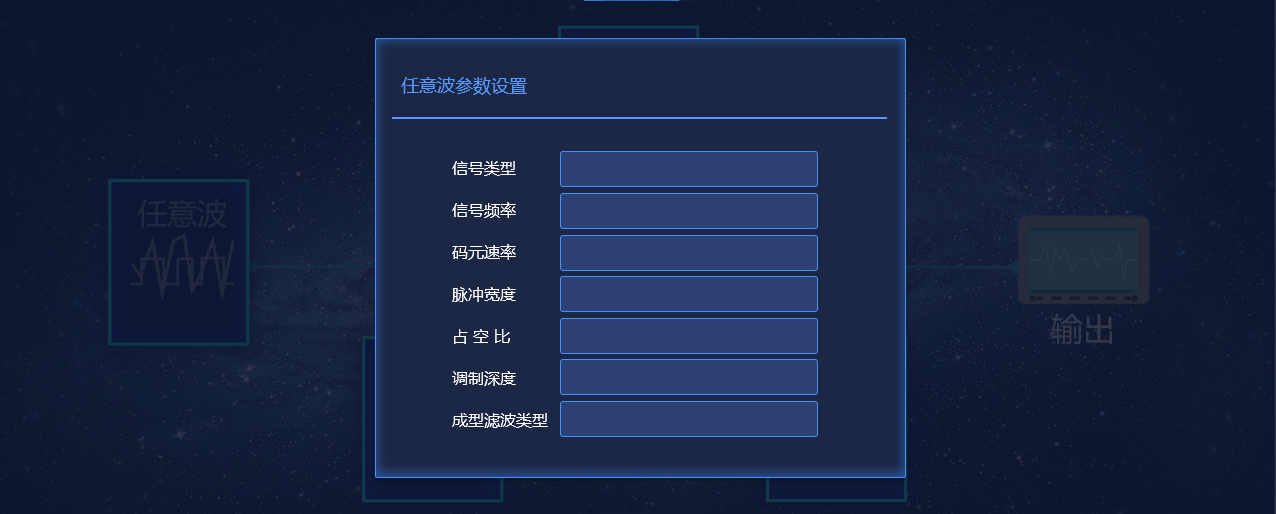 任意波参数设置
信号类型
信号频率
码元速率
脉冲宽度
占 空 比
调制深度
成型滤波类型
任意波
输出